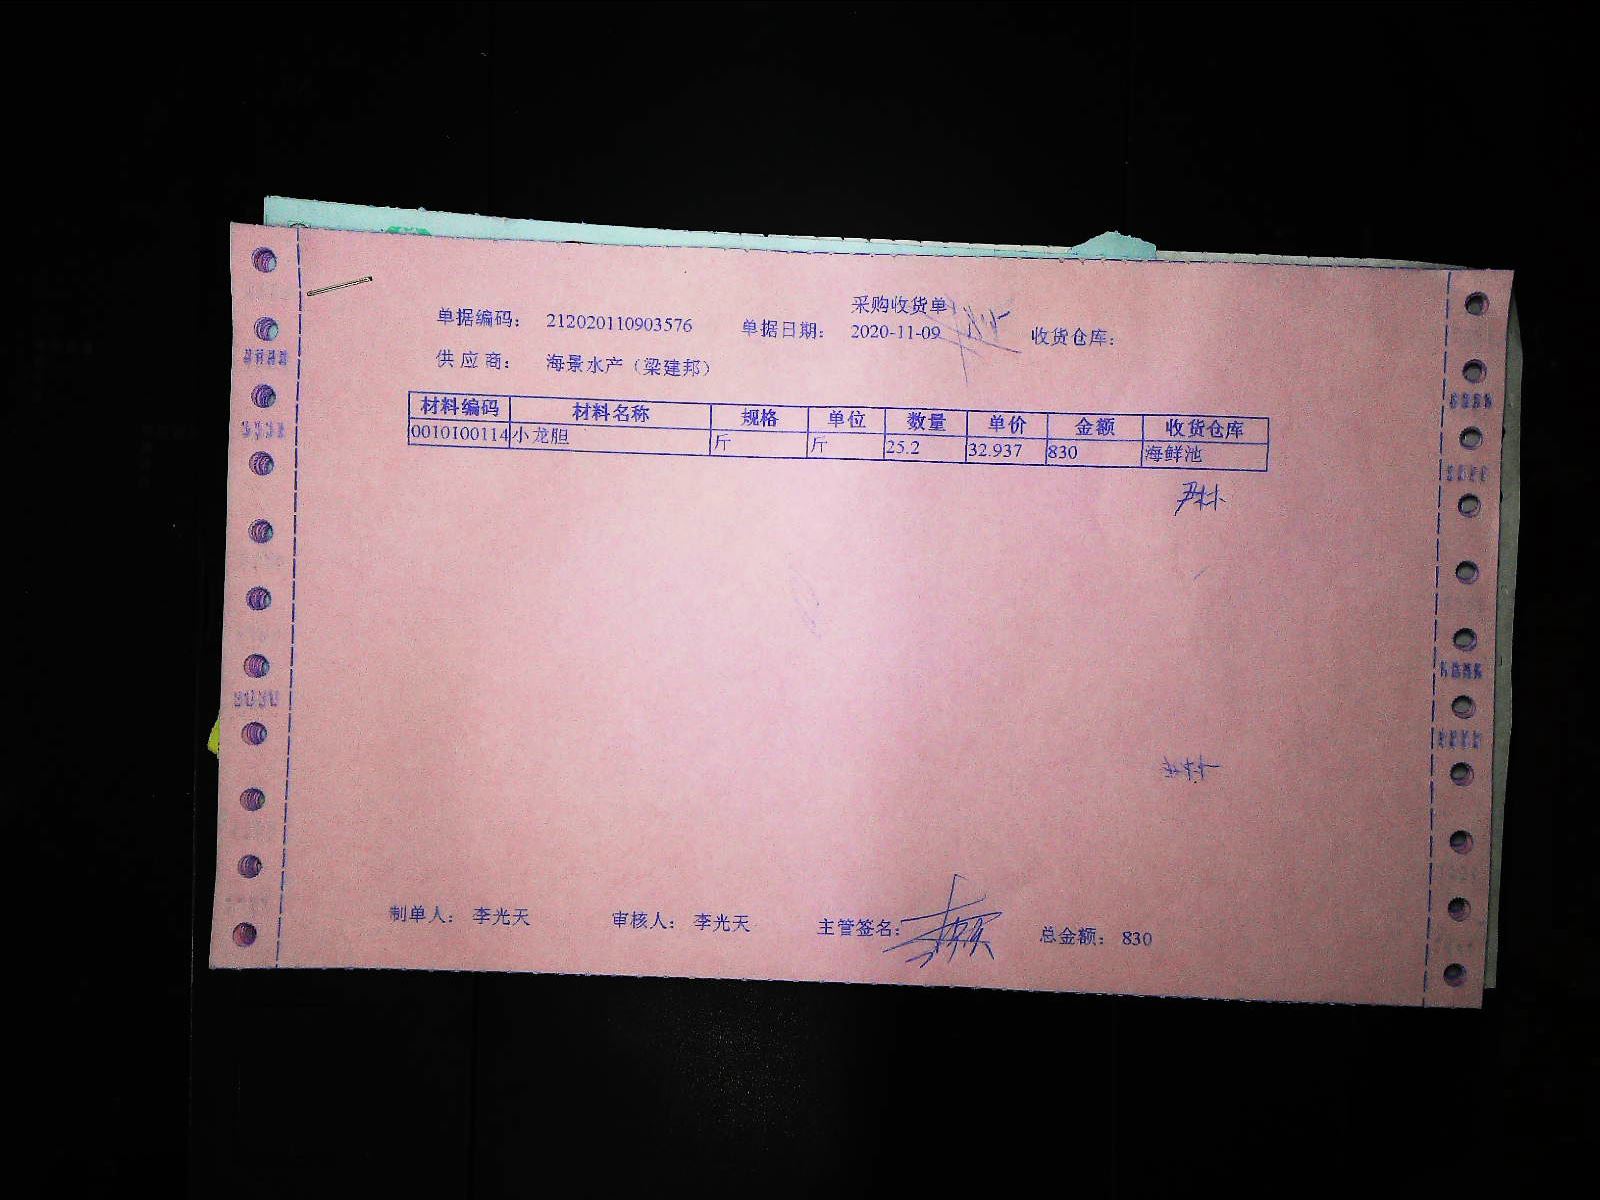 采购收货单
单据编码： 212020110903576 单据日期： 2020-11-09 收货仓库：
供 应 商： 海景水产（梁建邦）
材料编码 材料名称 规格 单位 数量 单价 金额 收货仓库
0010100114 小龙胆 斤 斤 25.2 32.937 830 海鲜池
尹林
制单人： 李光天 审核人： 李光天 主管签名： 总金额： 830